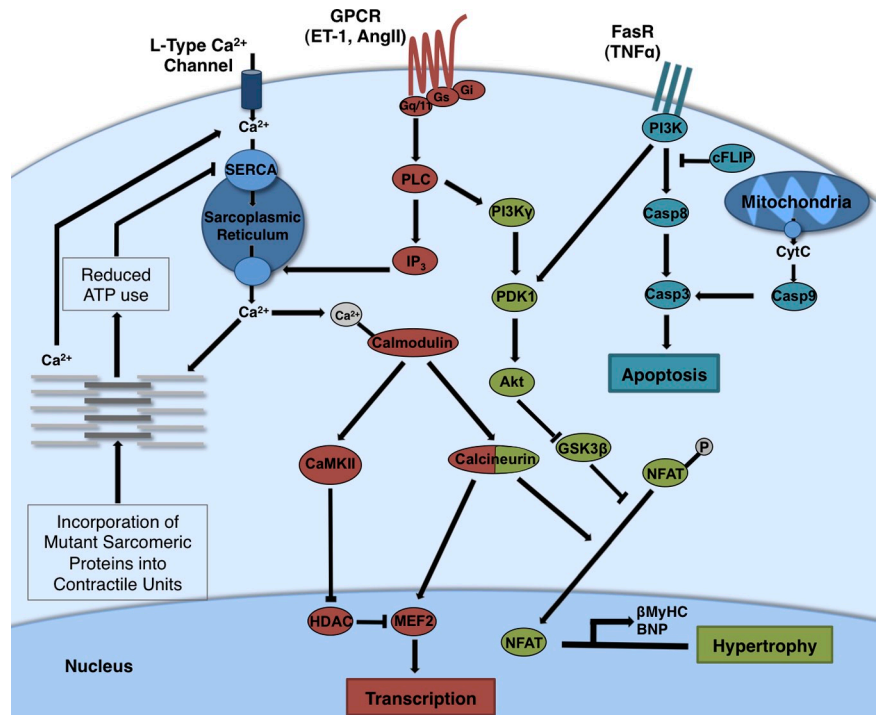 GPCR
(ET-1, AngII)
L-Type Ca²⁺
Channel
FasR
(TNFα)
Gq/11
Gs
Gi
Ca²⁺
PI3K
cFLIP
SERCA
PLC
Sarcoplasmic
Reticulum
PI3Kγ
Casp8
Mitochondria
CytC
IP₃
Reduced
ATP use
PDK1
Casp3
Casp9
Ca²⁺
Ca²⁺
Calmodulin
Ca²⁺
Apoptosis
Akt
CaMKII
Calcineurin
GSK3β
NFAT
P
Incorporation of
Mutant Sarcomeric
Proteins into
Contractile Units
HDAC
MEF2
NFAT
βMyHC
BNP
Hypertrophy
Nucleus
Transcription